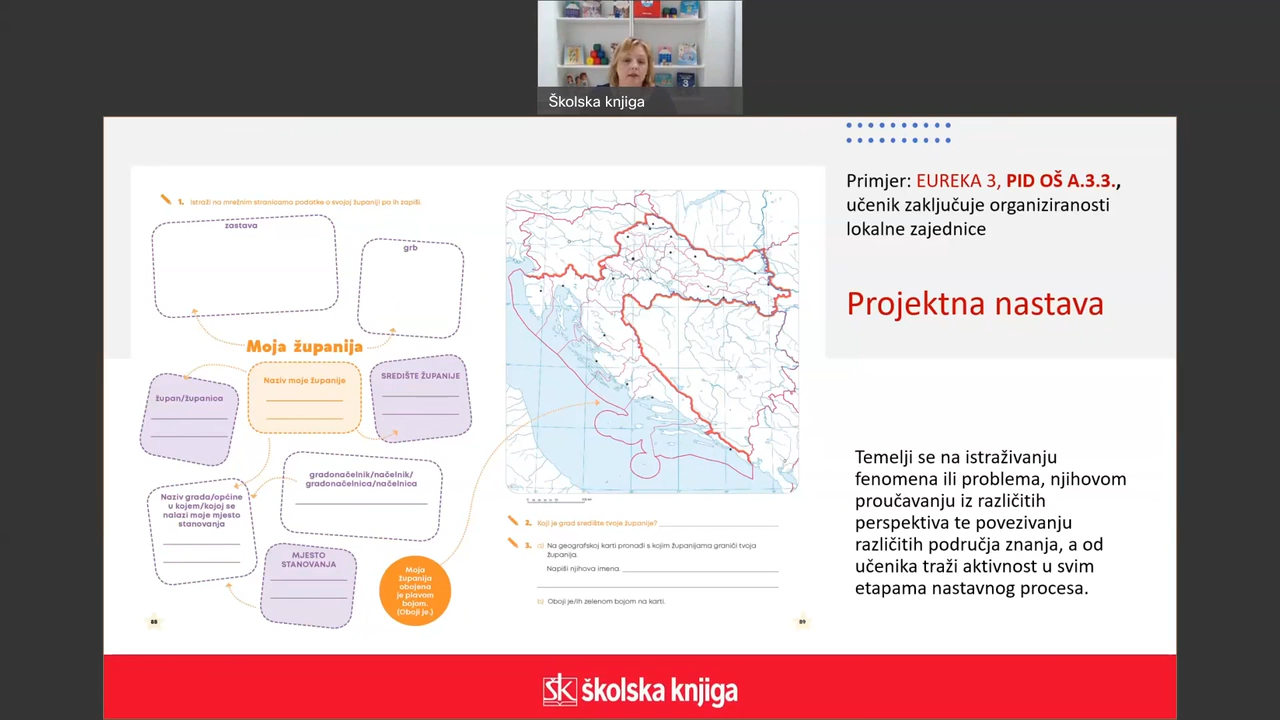 Školska knjiga
1. Istraži na mrežnim stranicama podatke o svojoj županiji pa ih zapiši.
zastava
grb
Moja županija
župan/županica
Naziv moje županije
SREDIŠTE ŽUPANIJE
gradonačelnik/načelnik/
gradonačelnica/načelnica
Naziv grada/općine
u kojem/kojoj se
nalazi moje mjesto
stanovanja
MJESTO
STANOVANJA
Moja
županija
obojena
je plavom
bojom.
(Oboji je.)
88
2. Koji je grad središte tvoje županije?
3. a) Na geografskoj karti pronađi s kojim županijama graniči tvoja
županija.
Napiši njihova imena.
b) Oboji je/ih zelenom bojom na karti.
89
Primjer: EUREKA 3, PID OŠ A.3.3.,
učenik zaključuje organiziranosti
lokalne zajednice
Projektna nastava
Temelji se na istraživanju
fenomena ili problema, njihovom
proučavanju iz različitih
perspektiva te povezivanju
različitih područja znanja, a od
učenika traži aktivnost u svim
etapama nastavnog procesa.
ŠK školska knjiga